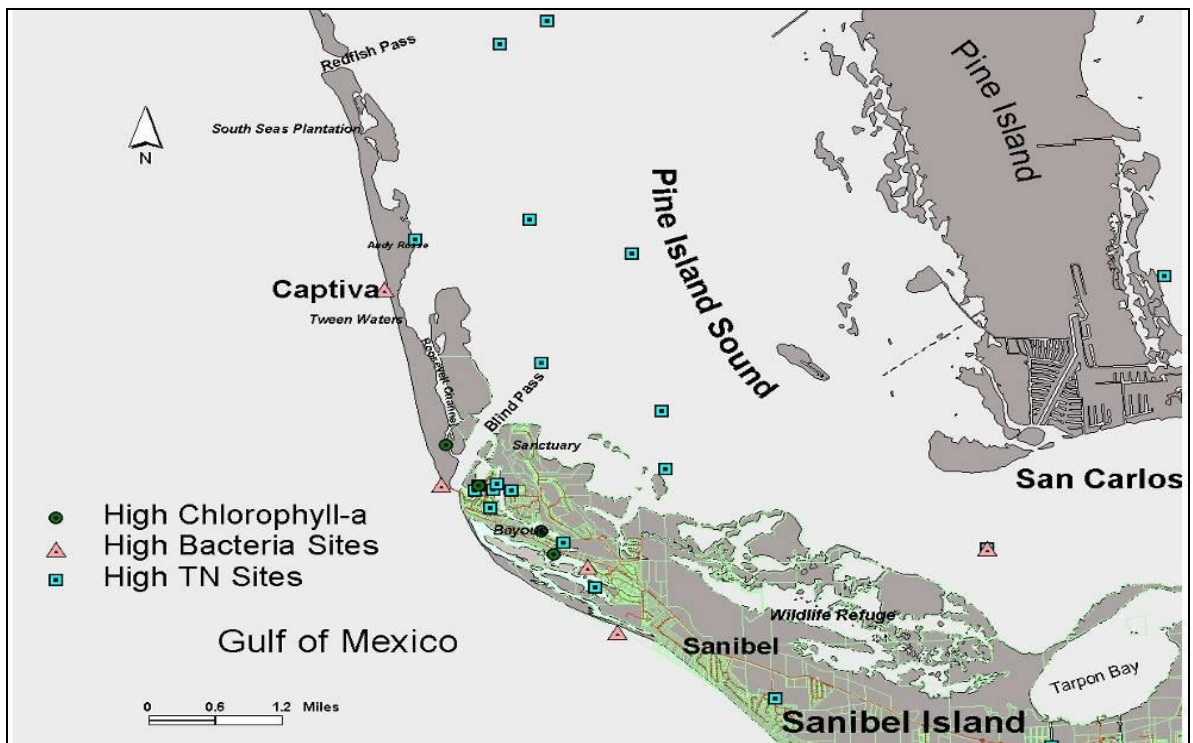 Redfish Pass
Pine Island
South Seas Plantation
N
Pine Island Sound
Andy Rosse
Captiva
Tween Waters
Roosevelt Channel
Blind Pass
Sanctuary
San Carlos
High Chlorophyll-a
Bayou
High Bacteria Sites
High TN Sites
Wildlife Refuge
Gulf of Mexico
Sanibel
Tarpon Bay
0 0.6 1.2 Miles
Sanibel Island